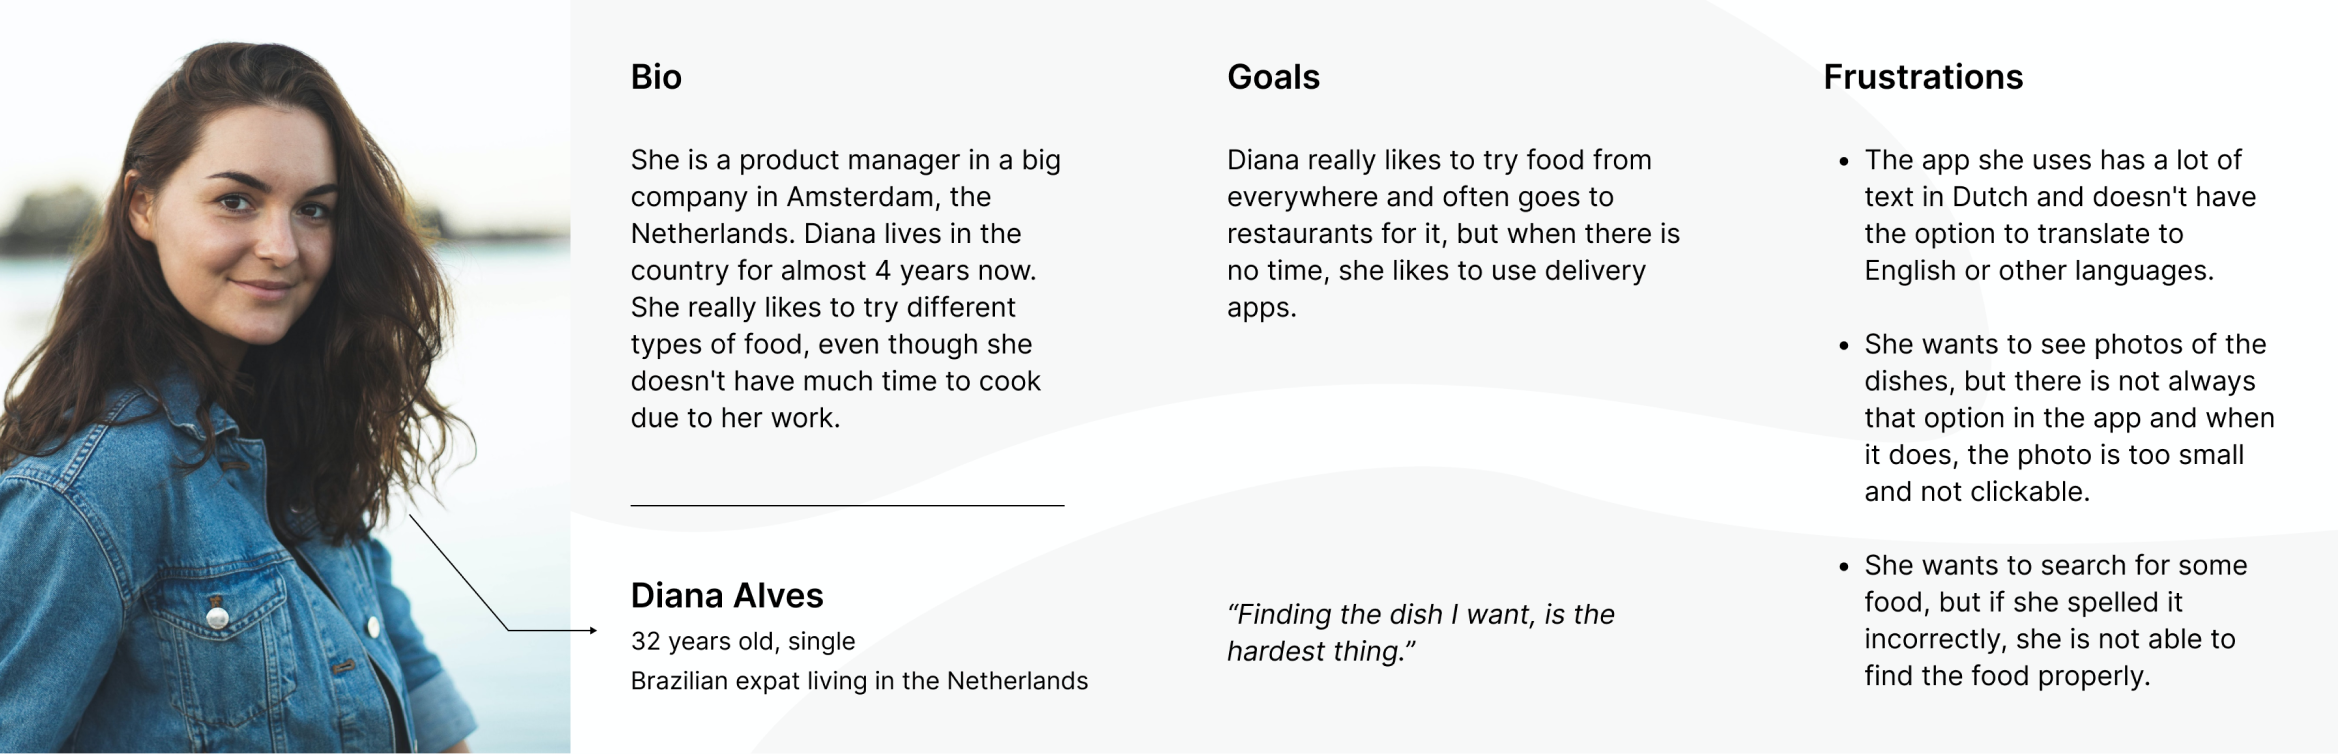 Bio
She is a product manager in a big
company in Amsterdam, the
Netherlands. Diana lives in the
country for almost 4 years now.
She really likes to try different
types of food, even though she
doesn't have much time to cook
due to her work.
Diana Alves
32 years old, single
Brazilian expat living in the Netherlands
Goals
Diana really likes to try food from
everywhere and often goes to
restaurants for it, but when there is
no time, she likes to use delivery
apps.
“Finding the dish I want, is the
hardest thing.”
Frustrations
• The app she uses has a lot of
text in Dutch and doesn't have
the option to translate to
English or other languages.
• She wants to see photos of the
dishes, but there is not always
that option in the app and when
it does, the photo is too small
and not clickable.
• She wants to search for some
food, but if she spelled it
incorrectly, she is not able to
find the food properly.